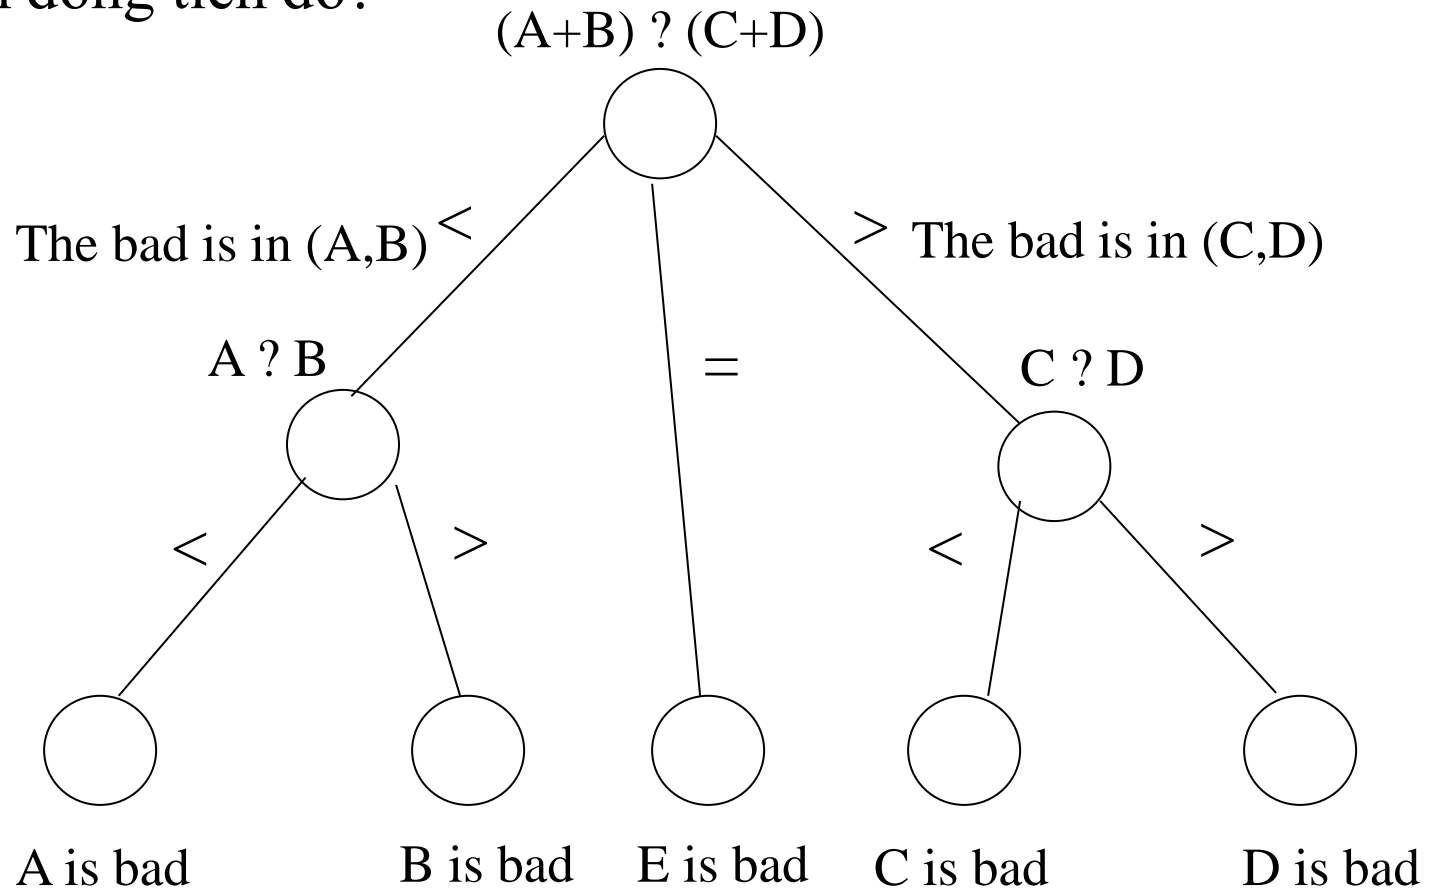 (A+B) ? (C+D)
<
The bad is in (A,B)
> The bad is in (C,D)
A ? B
=
C ? D
<
>
<
>
A is bad
B is bad
E is bad
C is bad
D is bad